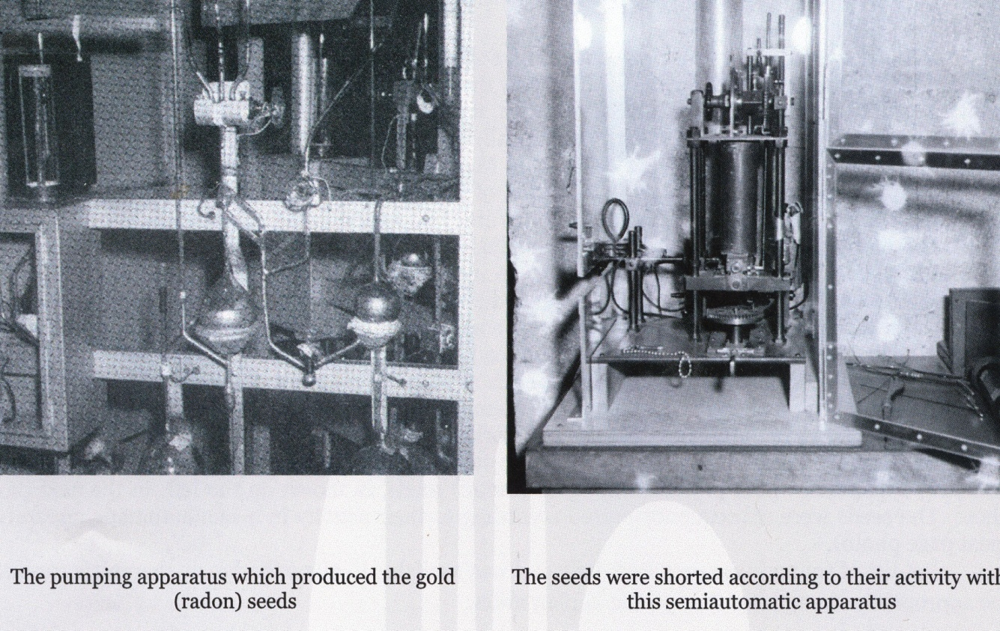 The pumping apparatus which produced the gold
(radon) seeds
The seeds were shorted according to their activity with
this semiautomatic apparatus